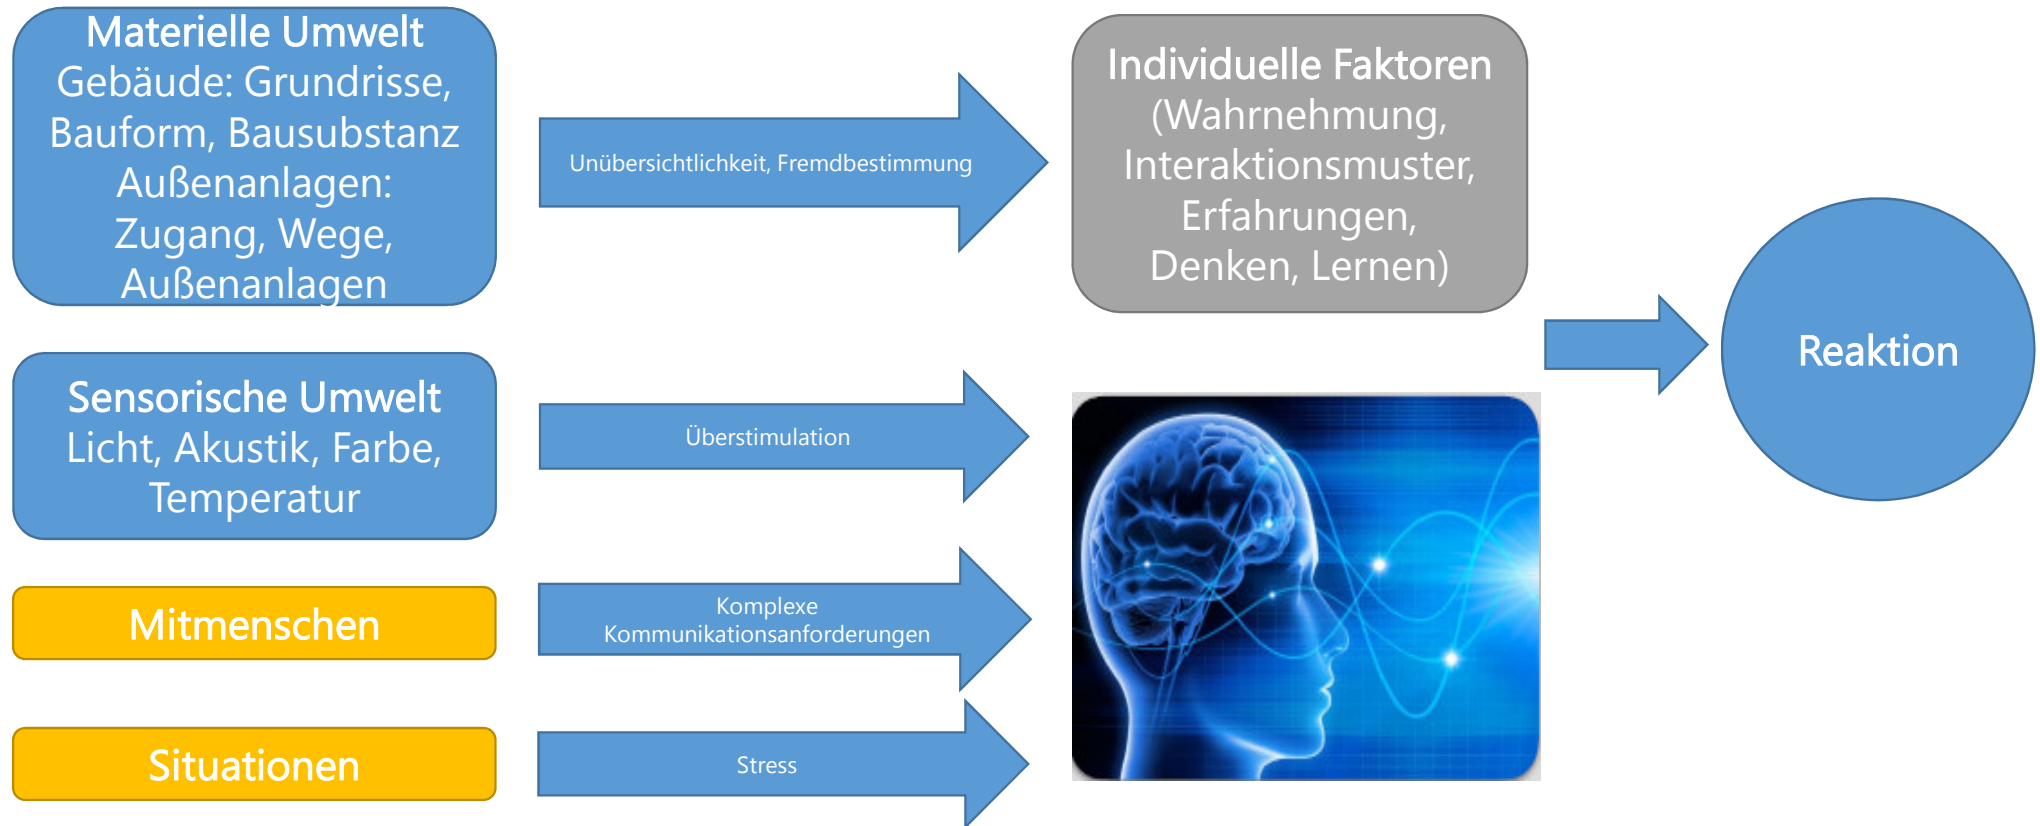 Materielle Umwelt
Gebäude: Grundrisse,
Bauform, Bausubstanz
Außenanlagen:
Zugang, Wege,
Außenanlagen
Unübersichtlichkeit, Fremdbestimmung
Individuelle Faktoren
(Wahrnehmung,
Interaktionsmuster,
Erfahrungen,
Denken, Lernen)
Reaktion
Sensorische Umwelt
Licht, Akustik, Farbe,
Temperatur
Überstimulation
Mitmenschen
Komplexe
Kommunikationsanforderungen
Situationen
Stress